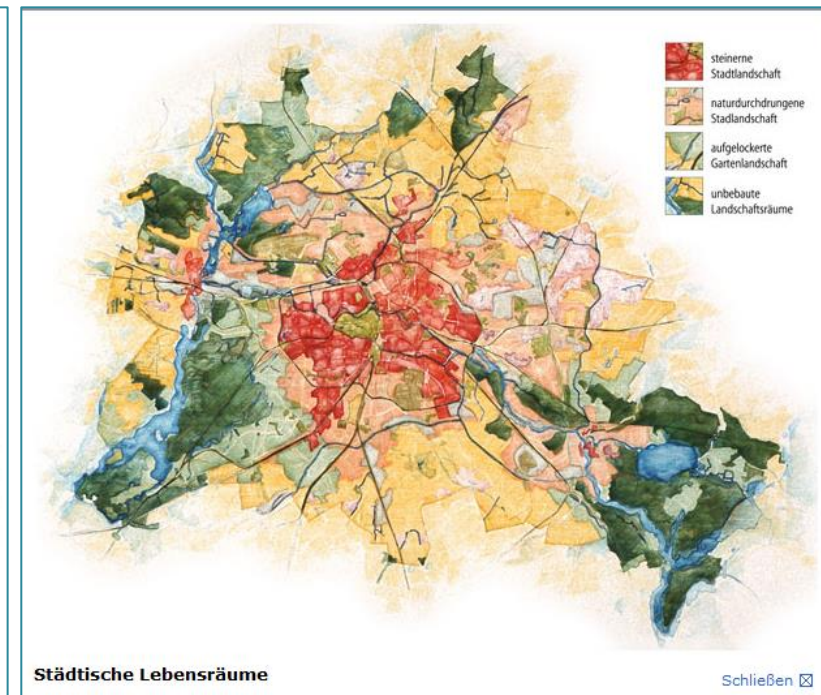 steinerne
Stadtlandschaft
naturdurchdrungene
Stadlandschaft
aufgelockerte
Gartenlandschaft
unbebaute
Landschaftsräume
Städtische Lebensräume
Schließen